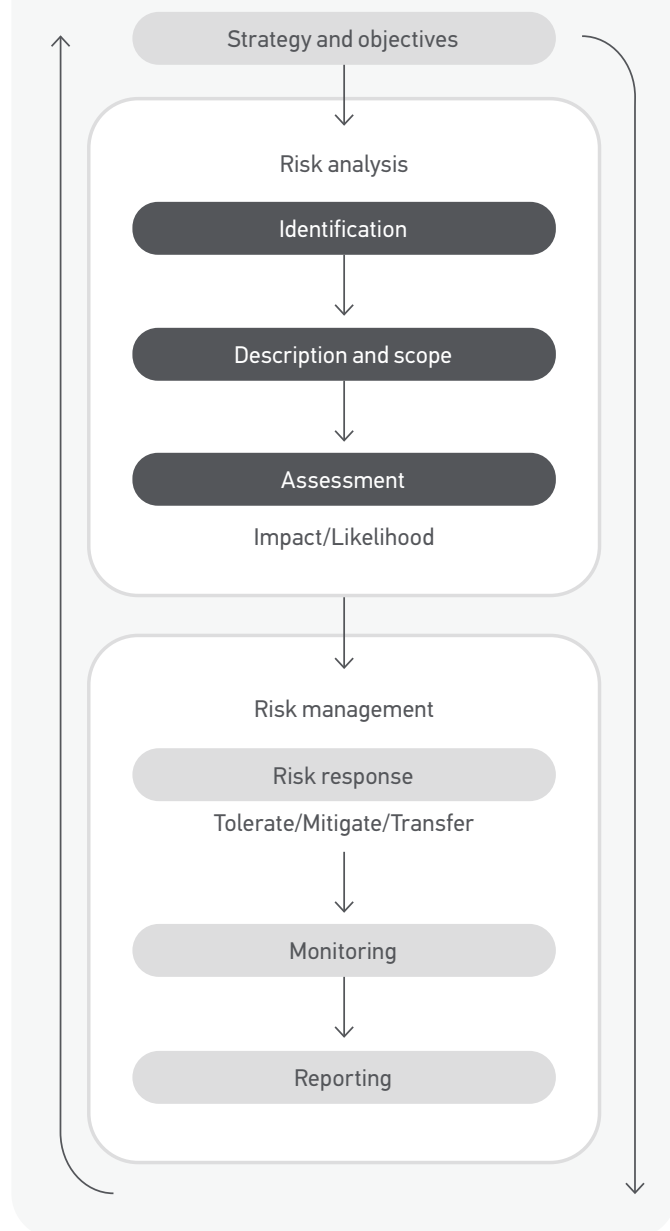 Strategy and objectives
Risk analysis
Identification
Description and scope
Assessment
Impact/Likelihood
Risk management
Risk response
Tolerate/Mitigate/Transfer
Monitoring
Reporting